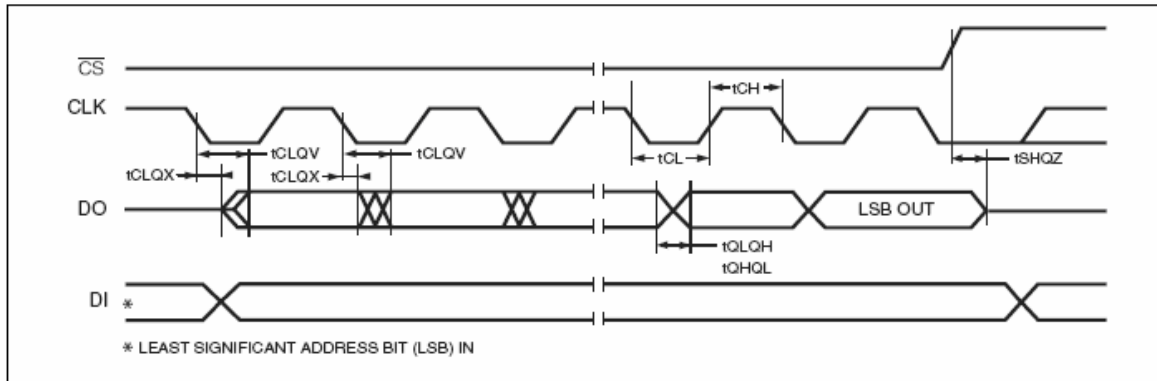 CS
CLK
tCH
tCLQV
tCLQV
tCL
tSHQZ
tCLQX
tCLQX
DO
LSB OUT
tQLQH
tQHQL
DI *
* LEAST SIGNIFICANT ADDRESS BIT (LSB) IN